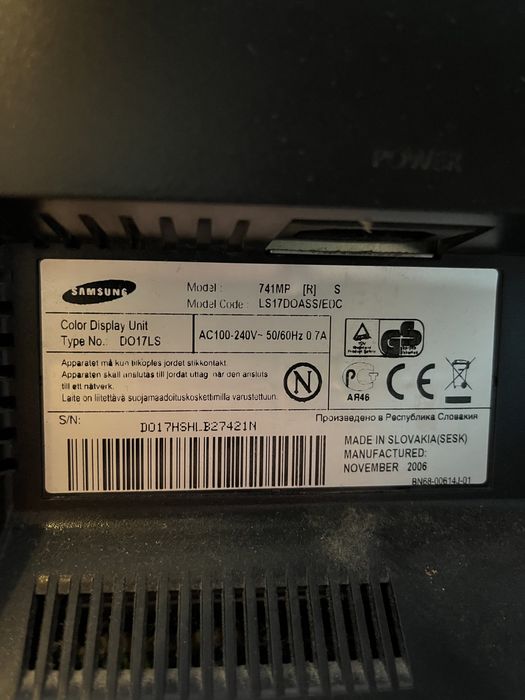 POWER
SAMSUNG
Model : 741MP [R] S
Model Code : LS17DOASS/EDC
Color Display Unit
Type No.: DO17LS
AC100-240V~ 50/60Hz 0.7A
Apparatet må kun tilkoples jordet stikkontakt
Apparaten skall anslutas till jordat uttag när den ansluts
till ett nätverk.
Laite on liitettävä suojamaadoituskoskettimilla varustettuun.
N
GS
АЯ46
CE
S/N:
DO17HSHLB27421N
Произведено в Республика Словакия
MADE IN SLOVAKIA(SESK)
MANUFACTURED:
NOVEMBER 2006
BN68-00614J-01